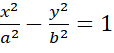 x²/a² − y²/b² = 1